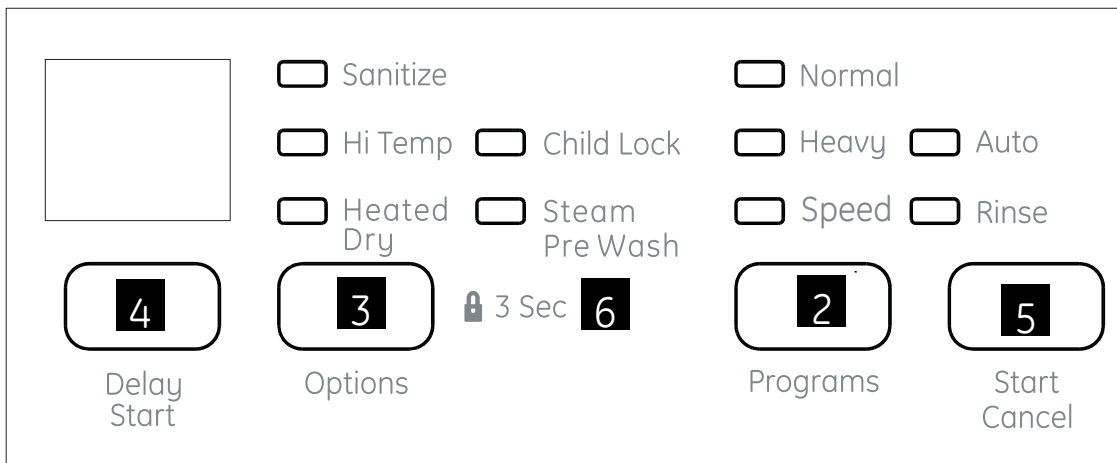 Sanitize
Normal
Hi Temp
Child Lock
Heavy
Auto
Heated
Dry
Steam
Pre Wash
Speed
Rinse
4
3
3 Sec
6
2
5
Delay
Start
Options
Programs
Start
Cancel